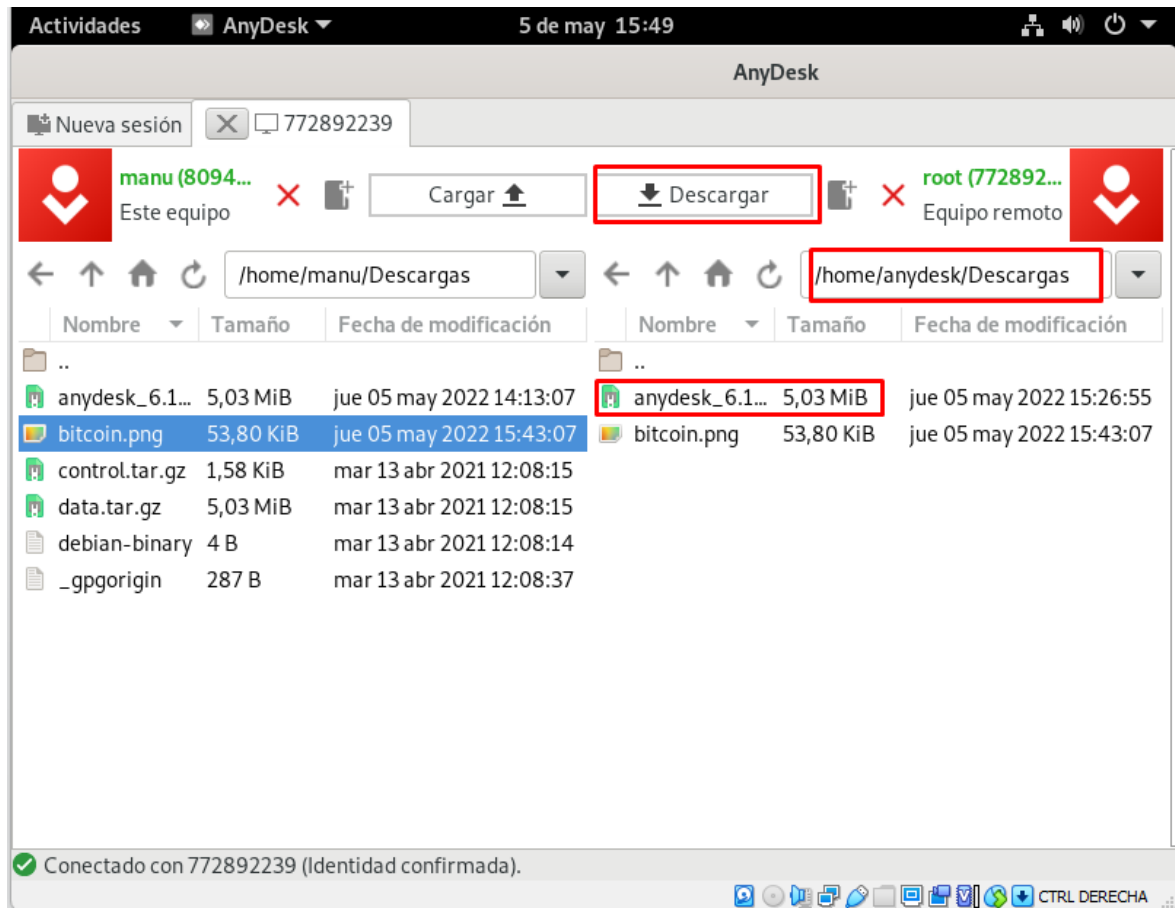 Actividades AnyDesk 5 de may 15:49
AnyDesk
Nueva sesión 772892239
manu (8094... Cargar Descargar root (772892...
Este equipo Equipo remoto
/home/manu/Descargas /home/anydesk/Descargas
Nombre Tamaño Fecha de modificación Nombre Tamaño Fecha de modificación
.. ..
anydesk_6.1... 5,03 MiB jue 05 may 2022 14:13:07 anydesk_6.1... 5,03 MiB jue 05 may 2022 15:26:55
bitcoin.png 53,80 KiB jue 05 may 2022 15:43:07 bitcoin.png 53,80 KiB jue 05 may 2022 15:43:07
control.tar.gz 1,58 KiB mar 13 abr 2021 12:08:15
data.tar.gz 5,03 MiB mar 13 abr 2021 12:08:15
debian-binary 4 B mar 13 abr 2021 12:08:14
_gpgorigin 287 B mar 13 abr 2021 12:08:37
Conectado con 772892239 (Identidad confirmada).
CTRL DERECHA